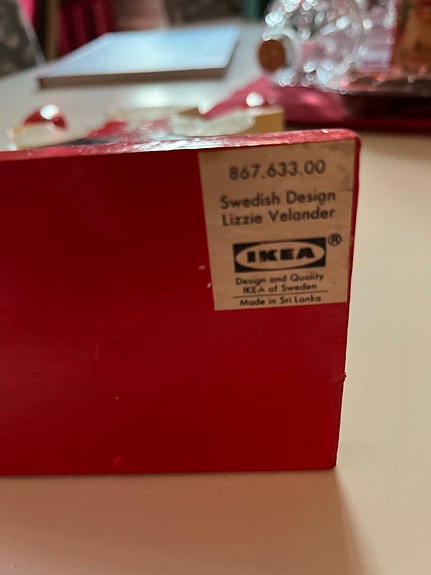 867.633.00
Swedish Design
Lizzie Velander
IKEA®
Design and Quality
IKEA of Sweden
Made in Sri Lanka